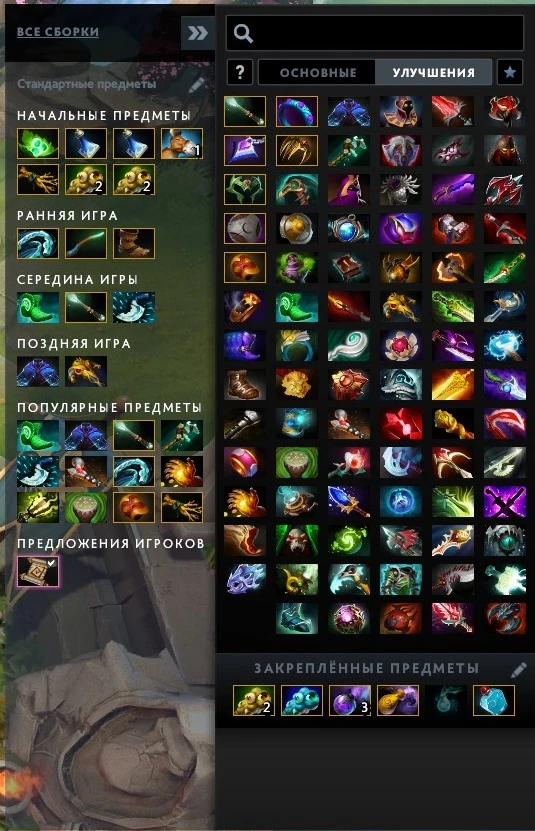 ВСЕ СБОРКИ
Стандартные предметы
НАЧАЛЬНЫЕ ПРЕДМЕТЫ
1
2
2
РАННЯЯ ИГРА
СЕРЕДИНА ИГРЫ
ПОЗДНЯЯ ИГРА
ПОПУЛЯРНЫЕ ПРЕДМЕТЫ
ПРЕДЛОЖЕНИЯ ИГРОКОВ
?
ОСНОВНЫЕ
УЛУЧШЕНИЯ
ЗАКРЕПЛЁННЫЕ ПРЕДМЕТЫ
2
3